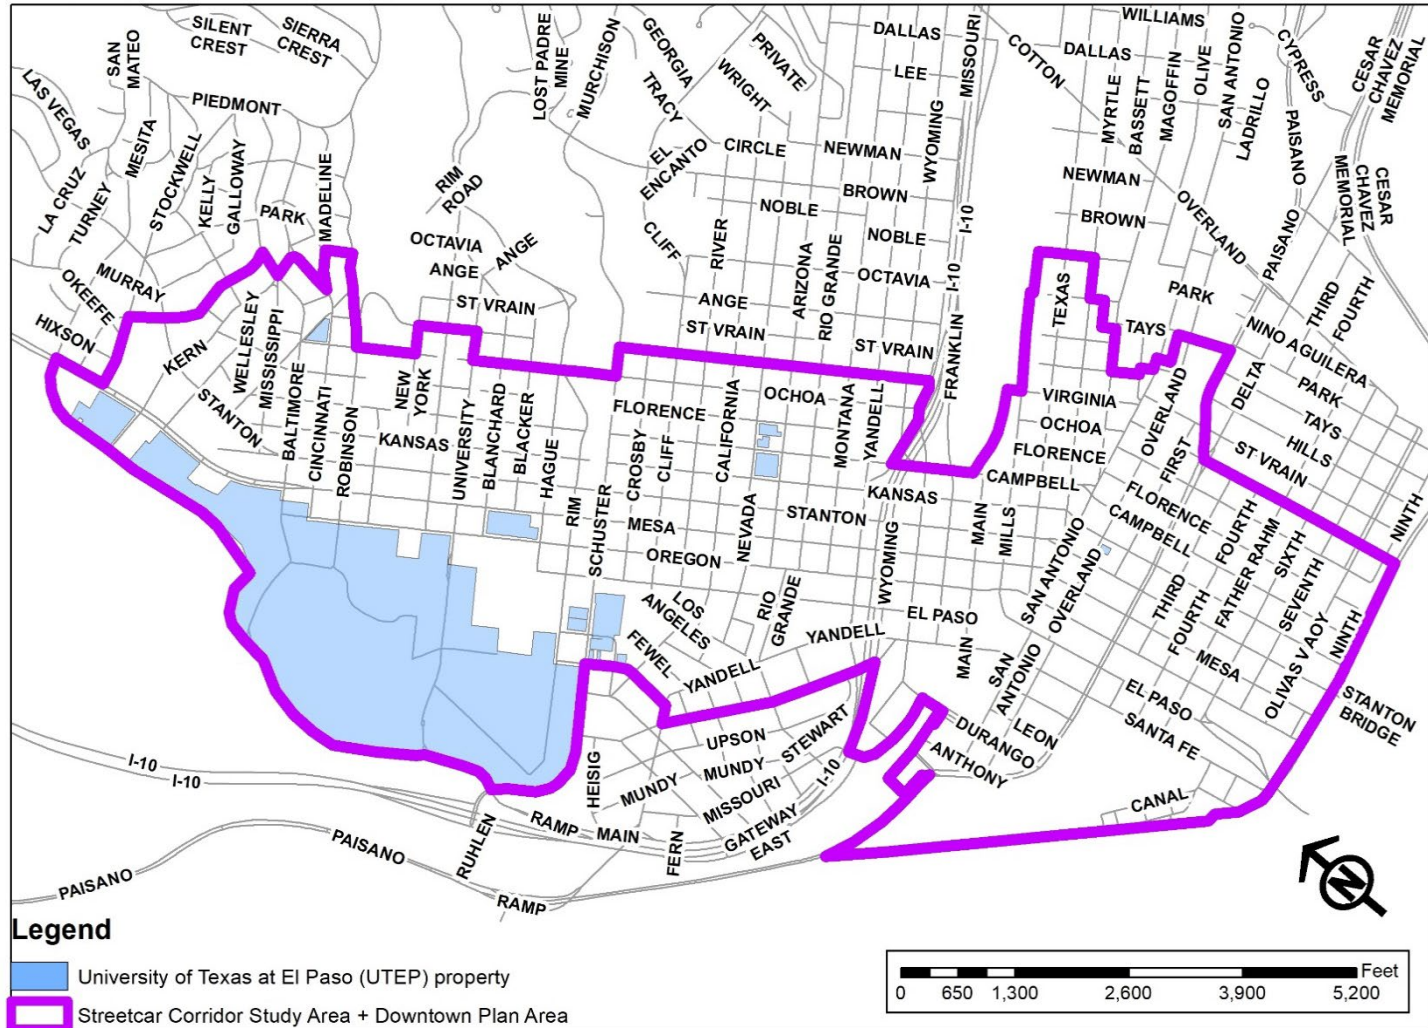 WILLIAMS
SAN ANTONIO
OLIVE
MAGOFFIN
BASSETT
MYRTLE
CYPRESS
CESAR
CHAVEZ
MEMORIAL
SILENT
CREST
SIERRA
CREST
SAN
MATEO
LAS VEGAS
PIEDMONT
LOST PADRE
MINE
MURCHISON
GEORGIA
TRACY
WRIGHT
PRIVATE
DALLAS
LEE
MISSOURI
WYOMING
COTTON
DALLAS
LADRILLO
PAISANO
LA CRUZ
TURNEY
MESITA
STOCKWELL
KELLY
GALLOWAY
PARK
MADELINE
RIM
ROAD
EL
ENCANTO
CIRCLE
NEWMAN
BROWN
NOBLE
NOBLE
CLIFF
RIVER
ARIZONA
RIO GRANDE
OCTAVIA
I-10
NEWMAN
BROWN
OVERLAND
PAISANO
CESAR
CHAVEZ
MEMORIAL
OCTAVIA
ANGE
ANGE
ST VRAIN
ANGE
ST VRAIN
ST VRAIN
I-10
FRANKLIN
TEXAS
PARK
TAYS
THIRD
FOURTH
NINO AGUILERA
MURRAY
OKEEFE
HIXSON
KERN
WELLESLEY
MISSISSIPPI
STANTON
BALTIMORE
CINCINNATI
ROBINSON
NEW
YORK
KANSAS
UNIVERSITY
BLANCHARD
BLACKER
HAGUE
RIM
SCHUSTER
CROSBY
CLIFF
FLORENCE
CALIFORNIA
NEVADA
OCHOA
MONTANA
YANDELL
VIRGINIA
OCHOA
FLORENCE
CAMPBELL
OVERLAND
FIRST
DELTA
PARK
TAYS
HILLS
ST VRAIN
NINTH
MESA
OREGON
STANTON
KANSAS
WYOMING
MAIN
MILLS
SAN ANTONIO
OVERLAND
FLORENCE
CAMPBELL
THIRD
FOURTH
FOURTH
FATHER RAHM
SIXTH
SEVENTH
OLIVAS V AOY
NINTH
LOS
ANGELES
RIO
GRANDE
FEWEL
YANDELL
YANDELL
EL PASO
MAIN
SAN
ANTONIO
MESA
EL PASO
SANTA FE
STANTON
BRIDGE
LEON
DURANGO
ANTHONY
CANAL
UPSON
STEWART
MUNDY
MUNDY
MISSOURI
GATEWAY
EAST
I-10
HEISIG
I-10
I-10
RAMP
MAIN
FERN
RUHLEN
PAISANO
PAISANO
RAMP
N
Legend
University of Texas at El Paso (UTEP) property
Streetcar Corridor Study Area + Downtown Plan Area
Feet
0 650 1,300 2,600 3,900 5,200